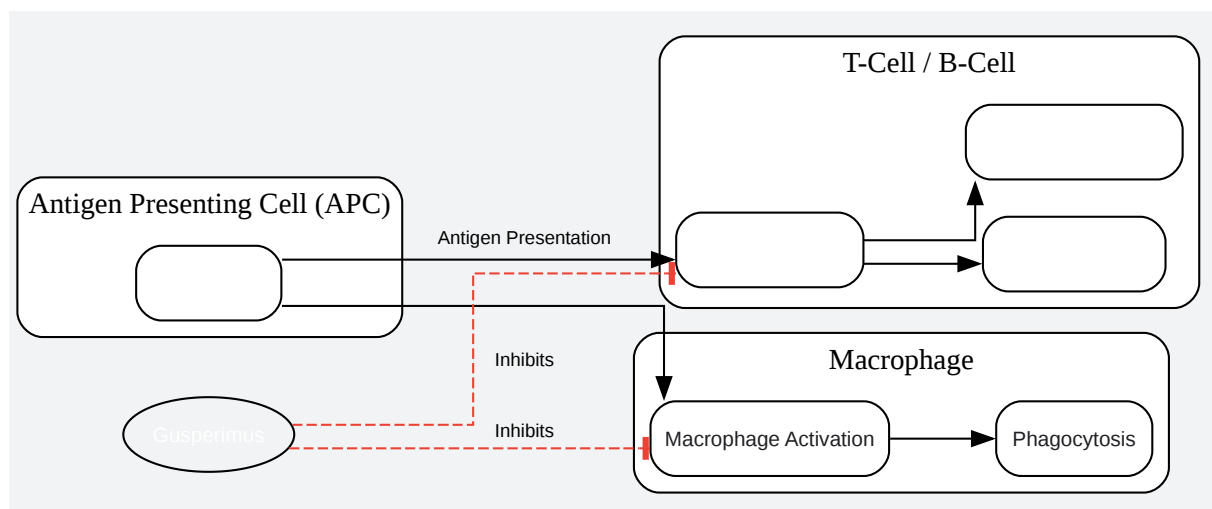 T-Cell / B-Cell
Antigen Presenting Cell (APC)
Antigen Presentation
Inhibits
Macrophage
Gusperimus
Inhibits
Macrophage Activation
Phagocytosis